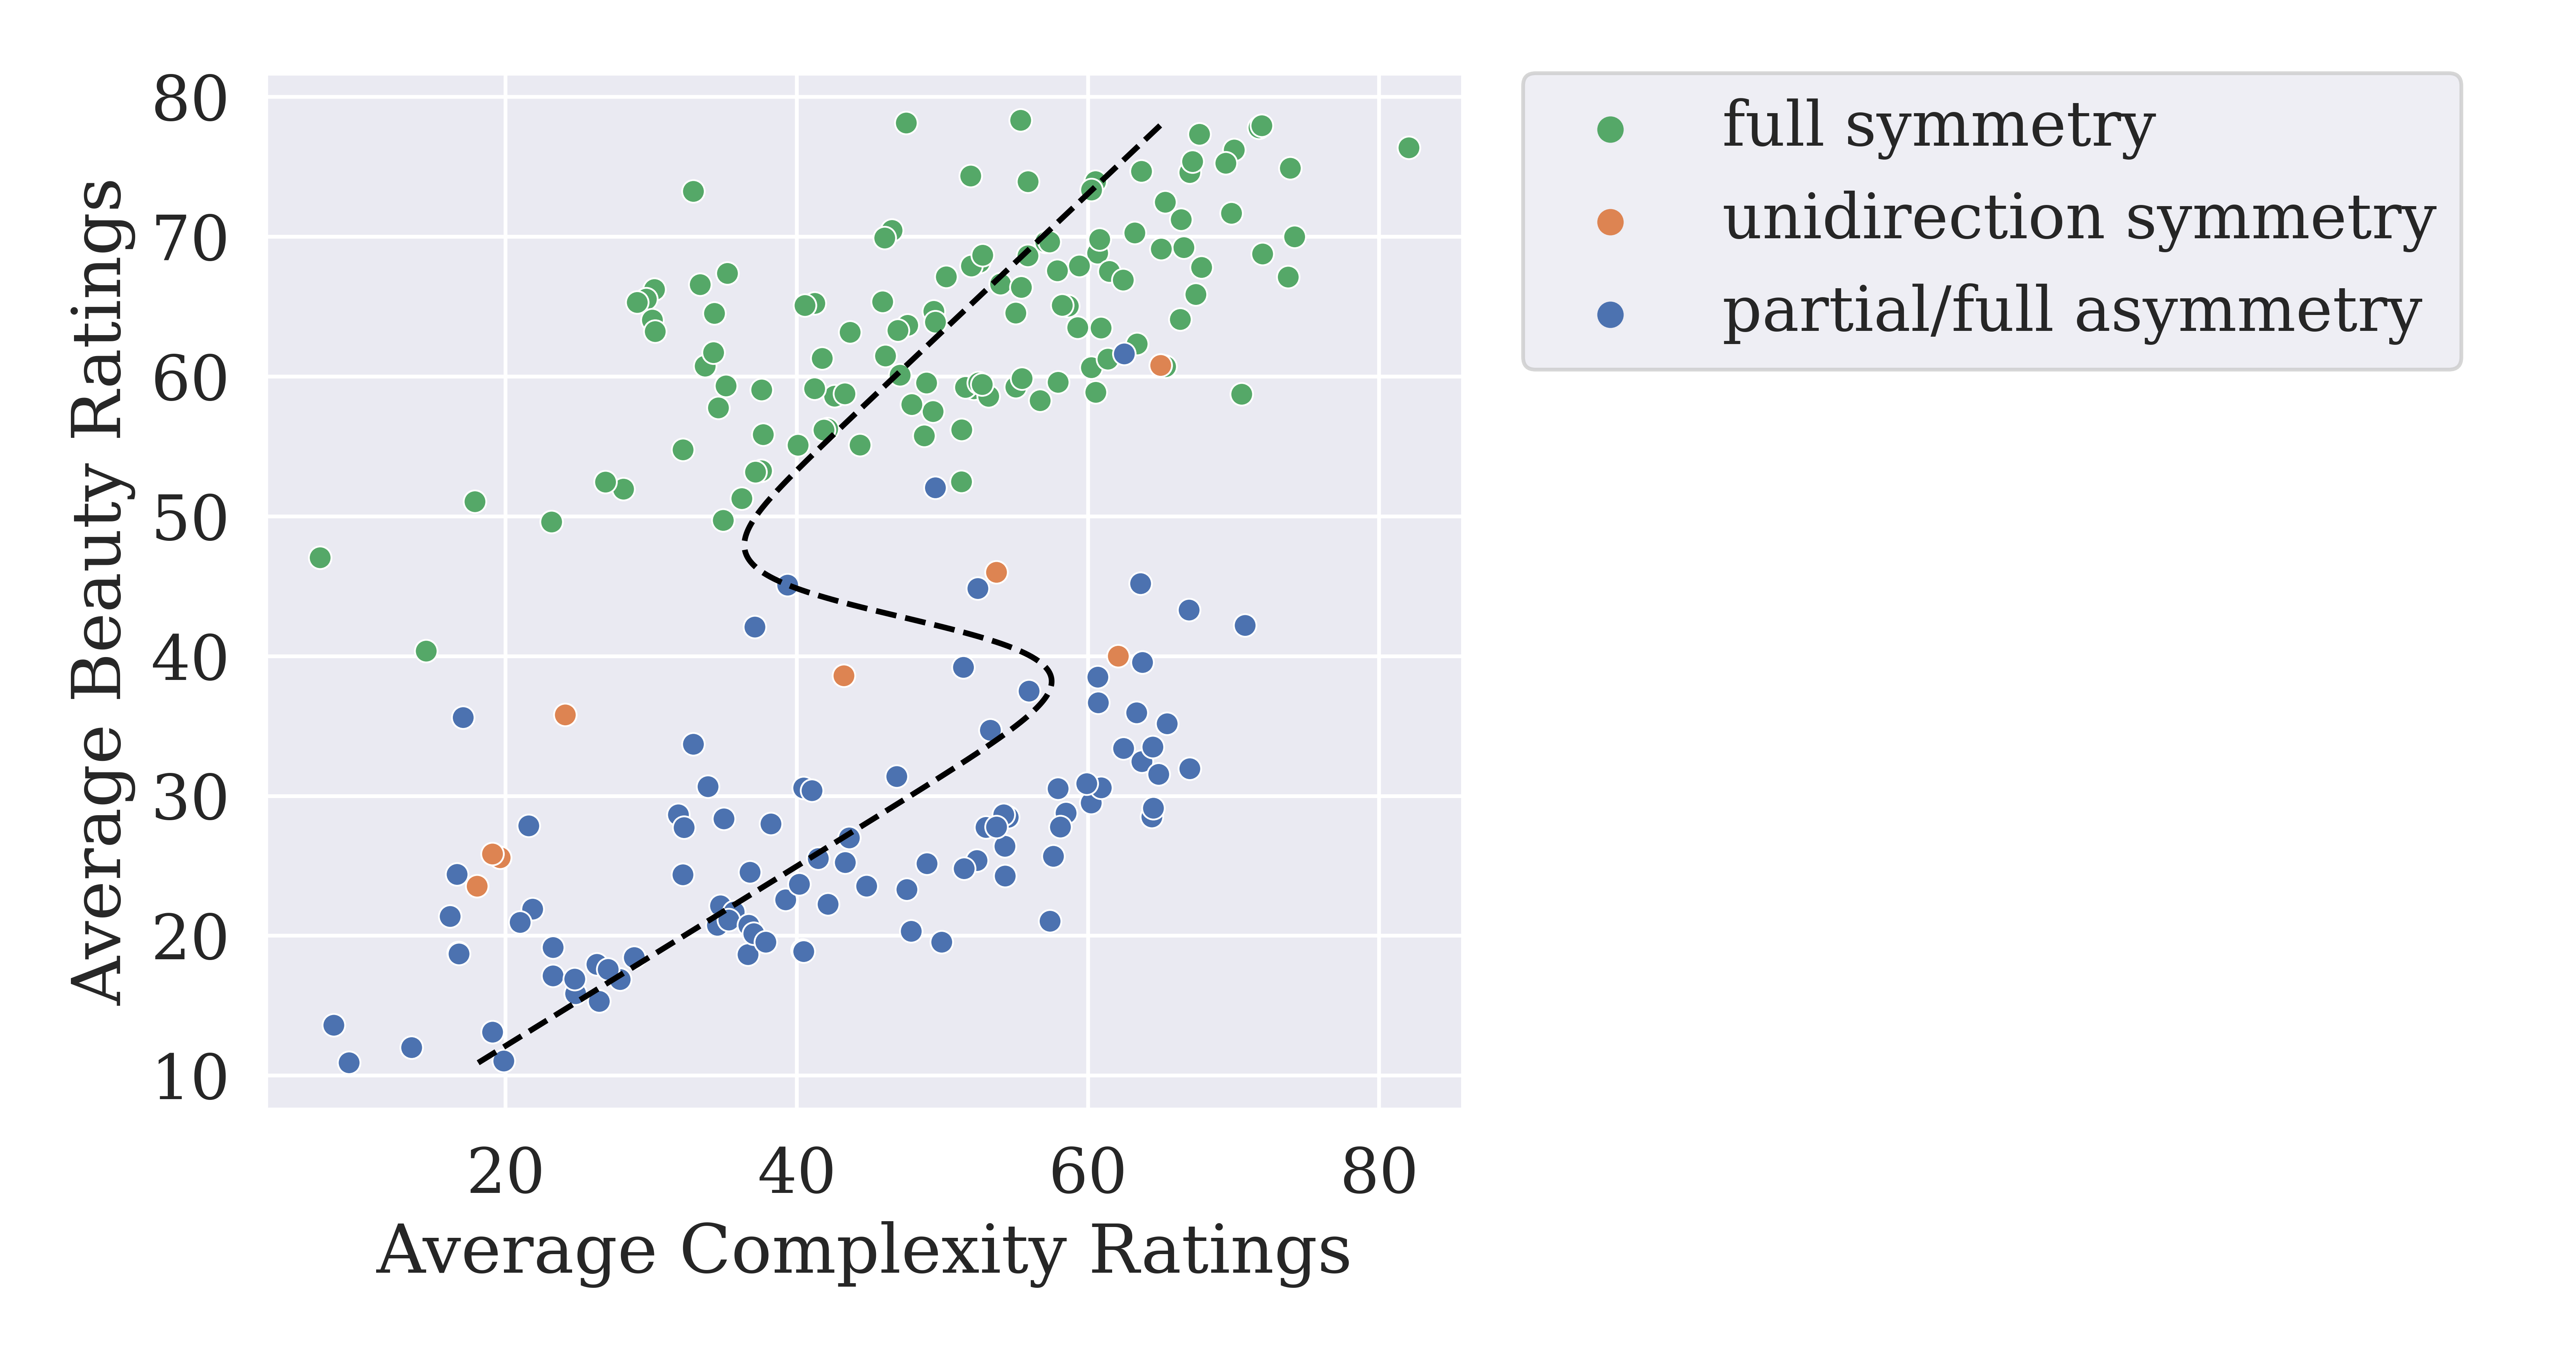 80
70
60
50
40
30
20
10
Average Beauty Ratings
20 40 60 80
Average Complexity Ratings
full symmetry
unidirection symmetry
partial/full asymmetry